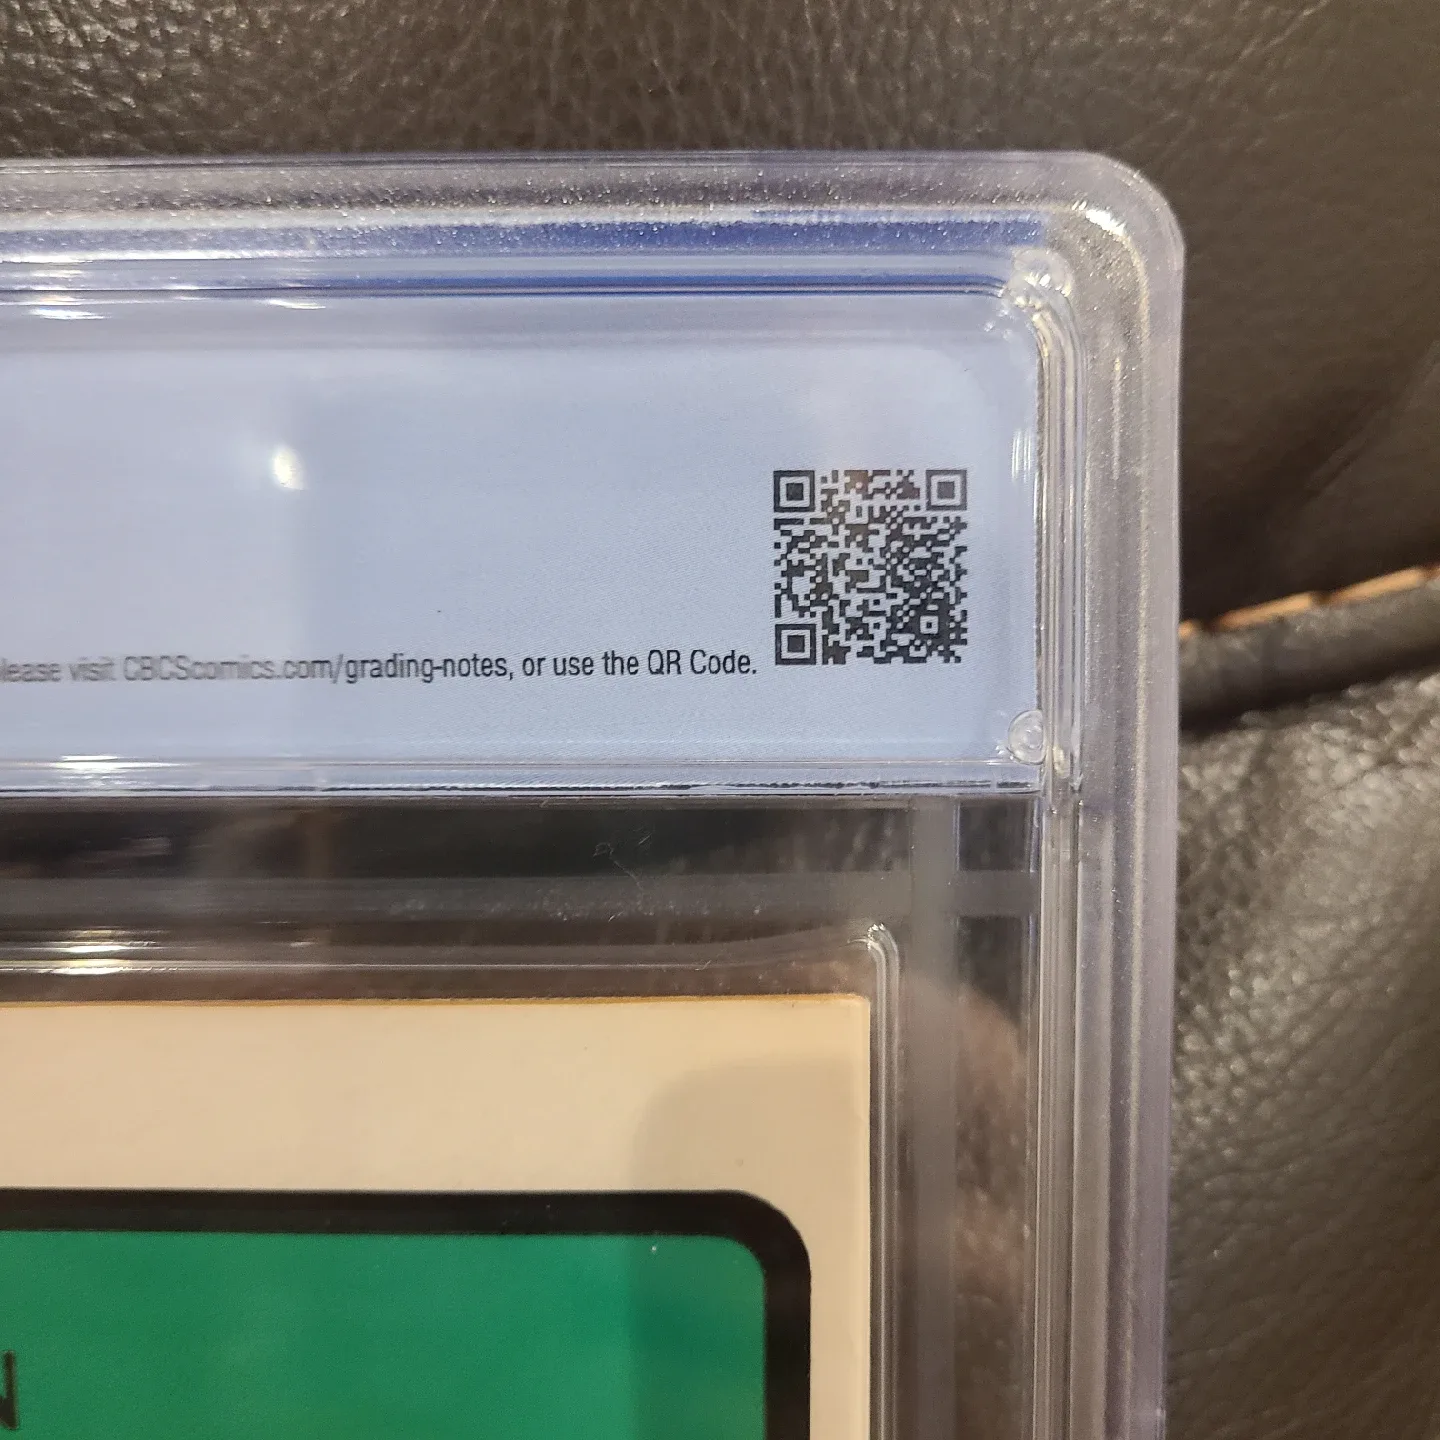 lease visit CBCScomics.com/grading-notes, or use the QR Code.